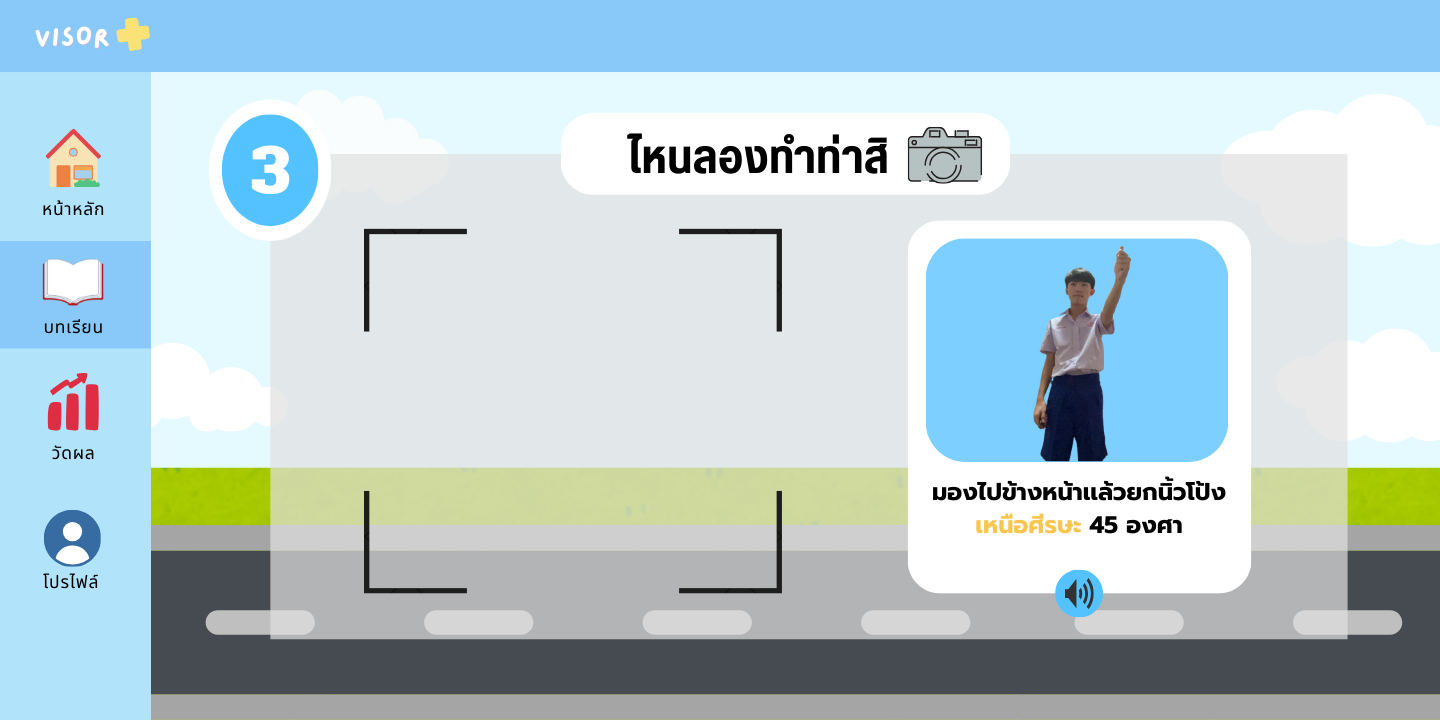 VISOR
3
ไหนลองทำท่าสิ
หน้าหลัก
บทเรียน
วัดผล
โปรไฟล์
มองไปข้างหน้าแล้วยกนิ้วโป้ง
เหนือศีรษะ 45 องศา